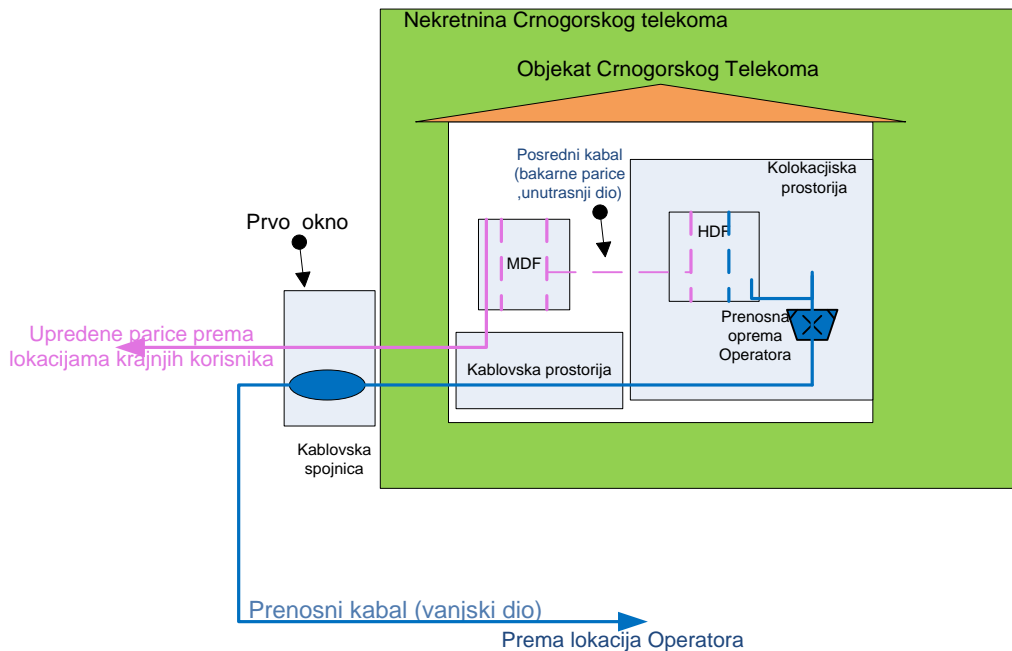 Nekretnina Crnogorskog telekoma
Objekat Crnogorskog Telekoma
Posredni kabal
(bakarne parice
,unutrasnji dio)
Kolokacjiska
prostorija
Prvo okno
MDF
HDF
Upredene parice prema
lokacijama krajnjih korisnika
Prenosna
oprema
Operatora
Kablovska prostorija
Kablovska
spojnica
Prenosni kabal (vanjski dio)
Prema lokacija Operatora